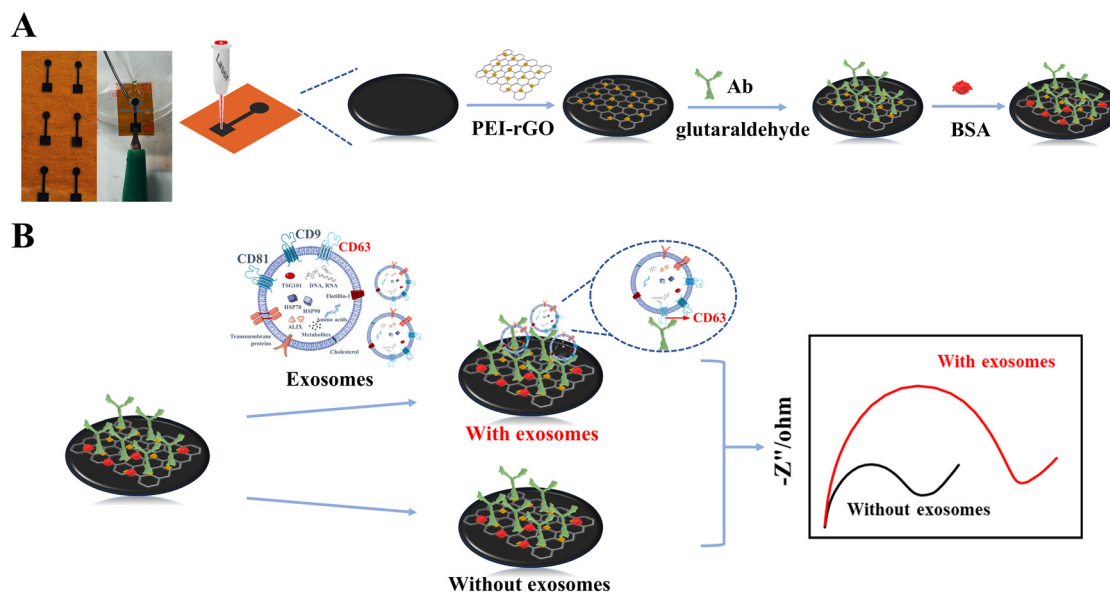 A
Laser
PEI-rGO
Ab
glutaraldehyde
BSA
B
CD9
CD63
CD81
TSG101
DNA, RNA
Flotillin-1
HSP70
HSP90
Amino acids
ALIX
Metabolites
Transmembrane
proteins
Cholesterol
Exosomes
CD63
With exosomes
Without exosomes
-Z''/ohm
With exosomes
Without exosomes